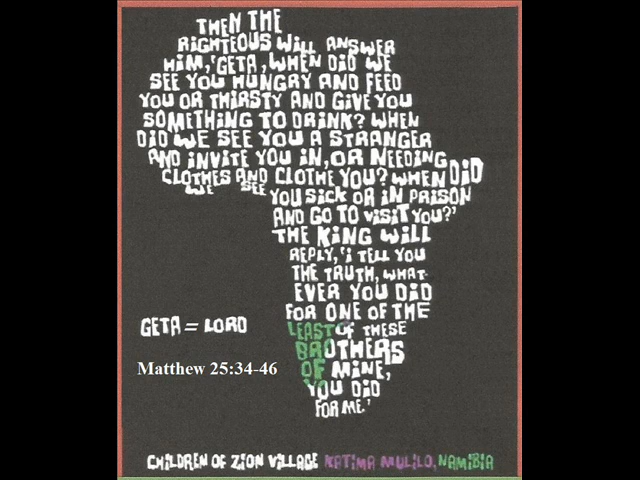 THEN THE
RIGHTEOUS WILL ANSWER
HIM, 'GETA, WHEN DID WE
SEE YOU HUNGRY AND FEED
YOU OR THIRSTY AND GIVE YOU
SOMETHING TO DRINK? WHEN
DID WE SEE YOU A STRANGER
AND INVITE YOU IN, OR NEEDING
CLOTHES AND CLOTHE YOU? WHEN DID
WE SEE YOU SICK OR IN PRISON
AND GO TO VISIT YOU?'
THE KING WILL
REPLY, 'I TELL YOU
THE TRUTH, WHAT-
EVER YOU DID
FOR ONE OF THE
LEAST OF THESE
BROTHERS
OF MINE,
YOU DID
FOR ME.'
GETA = LORD
Matthew 25:34-46
CHILDREN OF ZION VILLAGE KATIMA MULILO, NAMIBIA